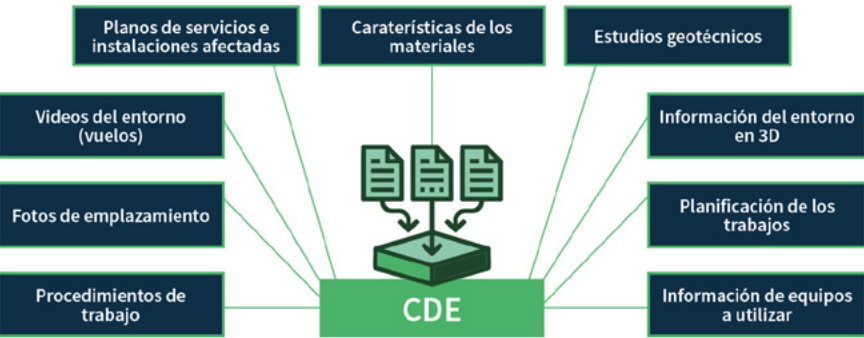 Planos de servicios e
instalaciones afectadas
Caraterísticas de los
materiales
Estudios geotécnicos
Videos del entorno
(vuelos)
Información del entorno
en 3D
Fotos de emplazamiento
Planificación de los
trabajos
Procedimientos de
trabajo
CDE
Información de equipos
a utilizar